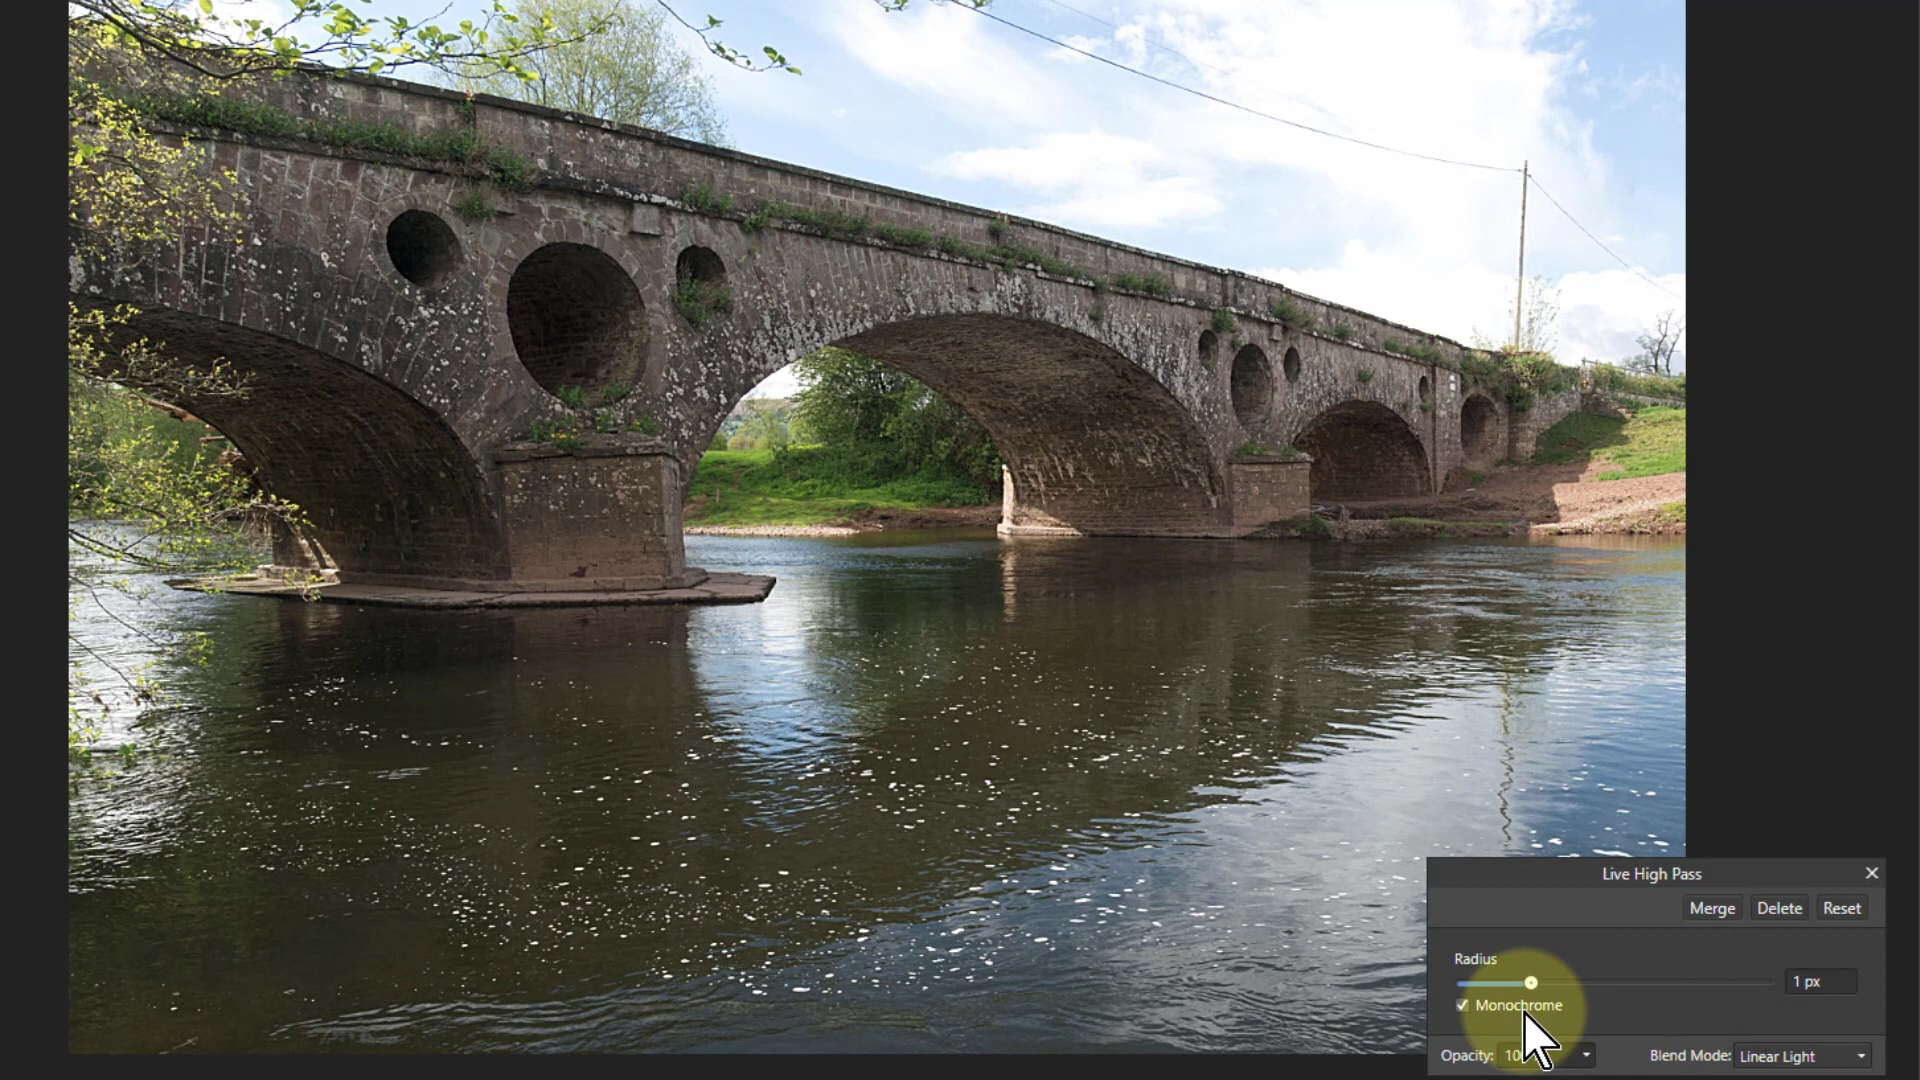 Live High Pass
Merge Delete Reset
Radius
1 px
Monochrome
Opacity: Blend Mode: Linear Light